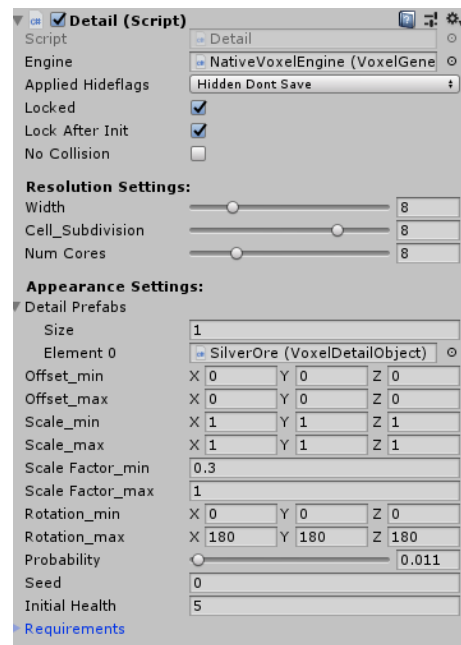 Detail (Script)
Script Detail
Engine NativeVoxelEngine (VoxelGene
Applied Hideflags Hidden Dont Save
Locked
Lock After Init
No Collision
Resolution Settings:
Width 8
Cell_Subdivision 8
Num Cores 8
Appearance Settings:
Detail Prefabs
Size 1
Element 0 SilverOre (VoxelDetailObject)
Offset_min X 0 Y 0 Z 0
Offset_max X 0 Y 0 Z 0
Scale_min X 1 Y 1 Z 1
Scale_max X 1 Y 1 Z 1
Scale Factor_min 0.3
Scale Factor_max 1
Rotation_min X 0 Y 0 Z 0
Rotation_max X 180 Y 180 Z 180
Probability 0.011
Seed 0
Initial Health 5
Requirements